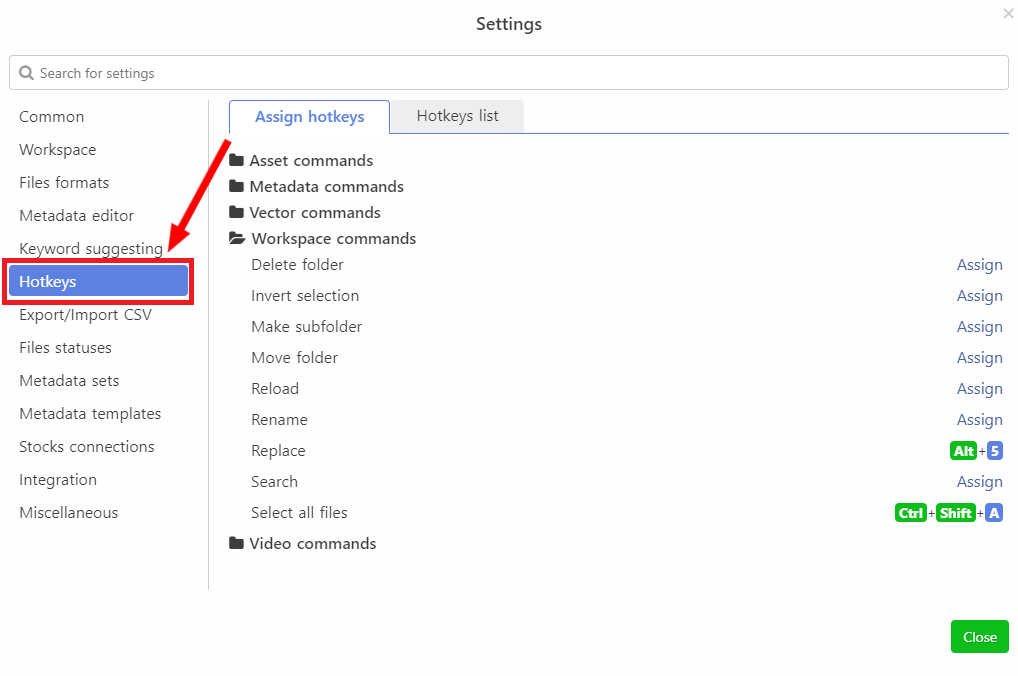 Settings
Search for settings
Common
Workspace
Files formats
Metadata editor
Keyword suggesting
Hotkeys
Export/Import CSV
Files statuses
Metadata sets
Metadata templates
Stocks connections
Integration
Miscellaneous
Assign hotkeys Hotkeys list
Asset commands
Metadata commands
Vector commands
Workspace commands
Delete folder Assign
Invert selection Assign
Make subfolder Assign
Move folder Assign
Reload Assign
Rename Assign
Replace Alt+5
Search Assign
Select all files Ctrl+Shift+A
Video commands
Close